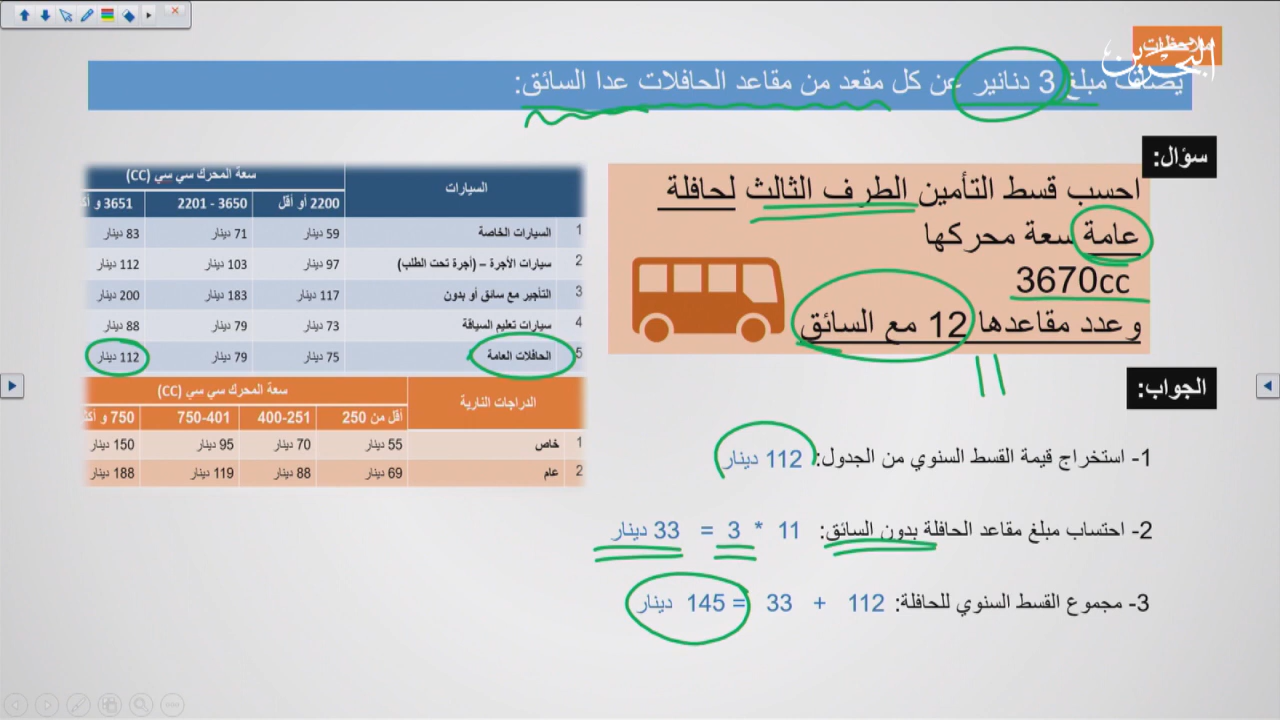 ملاحظات
البحرين
يضاف مبلغ 3 دنانير عن كل مقعد من مقاعد الحافلات عدا السائق:
سؤال:
احسب قسط التأمين الطرف الثالث لحافلة
عامة سعة محركها
3670cc
وعدد مقاعدها 12 مع السائق
السيارات سعة المحرك سي سي (CC)
2200 أو أقل 2201 - 3650 3651 و أك
1 السيارات الخاصة 59 دينار 71 دينار 83 دينار
2 سيارات الأجرة – (أجرة تحت الطلب) 97 دينار 103 دينار 112 دينار
3 التأجير مع سائق أو بدون 117 دينار 183 دينار 200 دينار
4 سيارات تعليم السياقة 73 دينار 79 دينار 88 دينار
5 الحافلات العامة 75 دينار 79 دينار 112 دينار
الدراجات النارية سعة المحرك سي سي (CC)
أقل من 250 251-400 401-750 750 و أكث
1 خاص 55 دينار 70 دينار 95 دينار 150 دينار
2 عام 69 دينار 88 دينار 119 دينار 188 دينار
الجواب:
1- استخراج قيمة القسط السنوي من الجدول: 112 دينار
2- احتساب مبلغ مقاعد الحافلة بدون السائق: 11 * 3 = 33 دينار
3- مجموع القسط السنوي للحافلة: 112 + 33 = 145 دينار
11